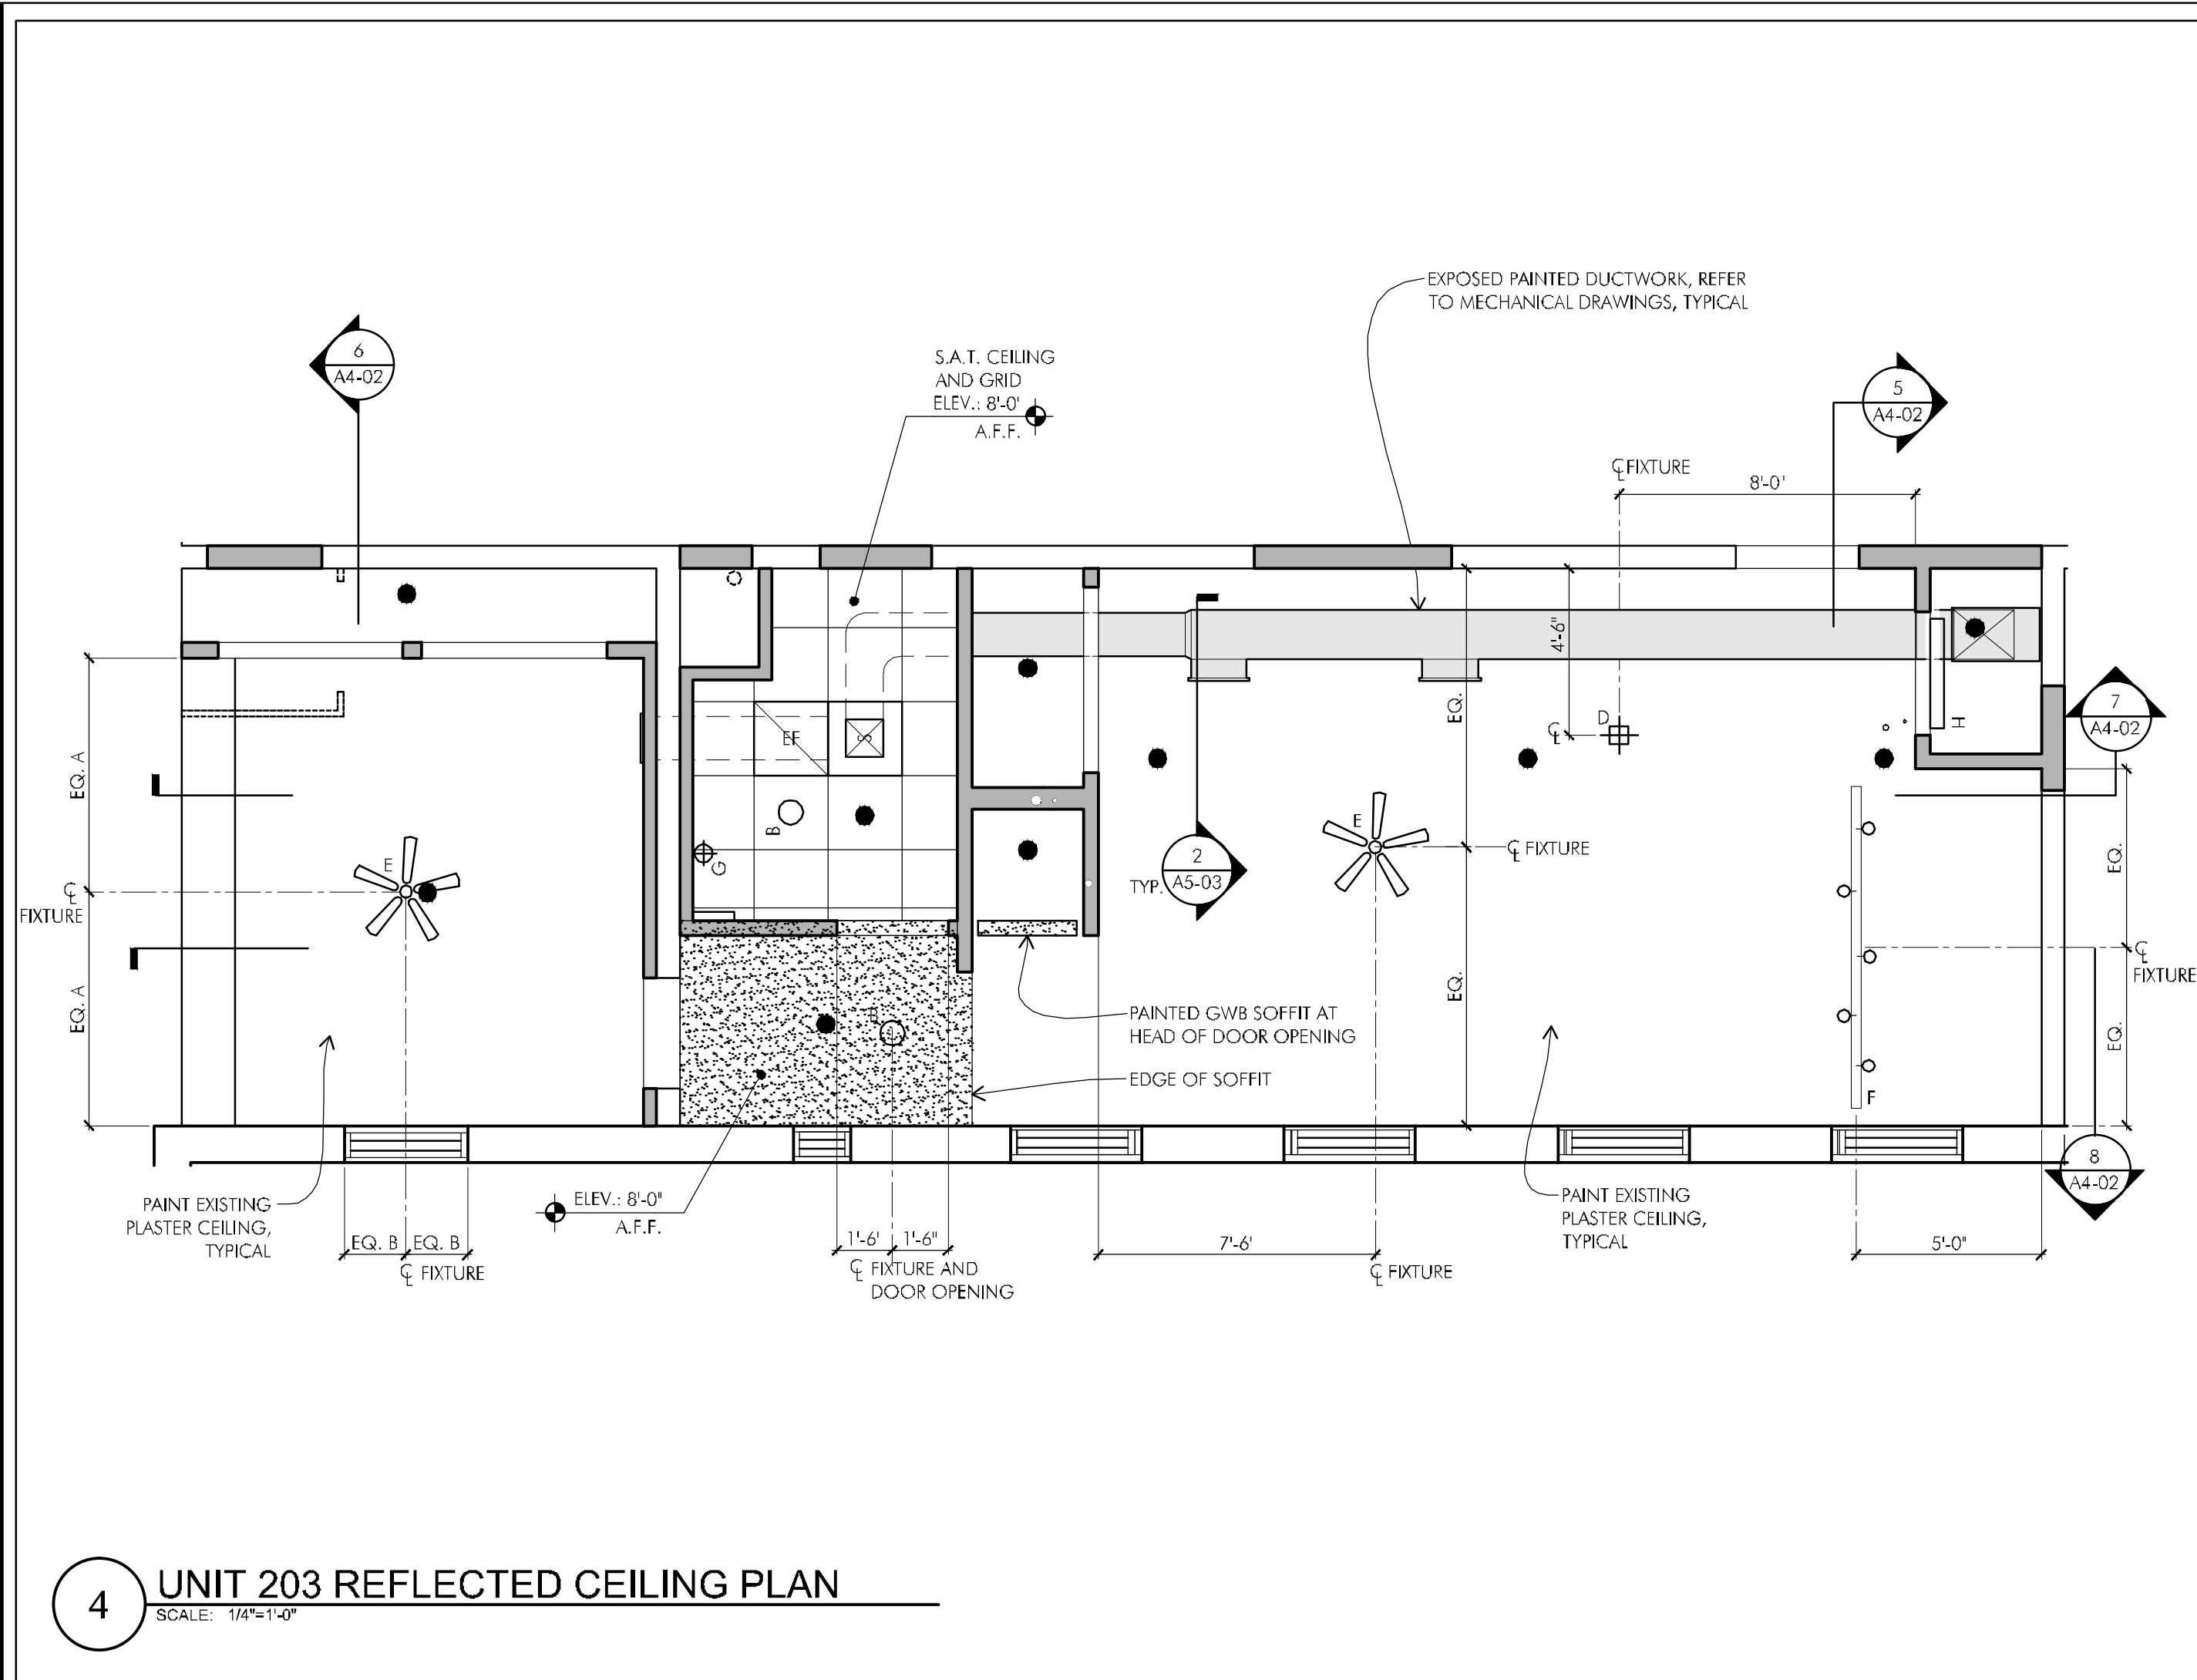 EXPOSED PAINTED DUCTWORK, REFER
TO MECHANICAL DRAWINGS, TYPICAL
6
A4-02
S.A.T. CEILING
AND GRID
ELEV.: 8'-0'
A.F.F.
5
A4-02
℄ FIXTURE
8'-0'
4'-6"
EQ.
D
℄
H
7
A4-02
EF
S
EQ. A
B
G
E
E
℄ FIXTURE
2
A5-03
TYP.
EQ.
℄
FIXTURE
℄
FIXTURE
EQ. A
EQ.
EQ.
B
PAINTED GWB SOFFIT AT
HEAD OF DOOR OPENING
EDGE OF SOFFIT
F
8
A4-02
PAINT EXISTING
PLASTER CEILING,
TYPICAL
ELEV.: 8'-0"
A.F.F.
PAINT EXISTING
PLASTER CEILING,
TYPICAL
EQ. B
EQ. B
℄ FIXTURE
1'-6'
1'-6"
℄ FIXTURE AND
DOOR OPENING
7'-6'
℄ FIXTURE
5'-0"
4
UNIT 203 REFLECTED CEILING PLAN
SCALE: 1/4"=1'-0"